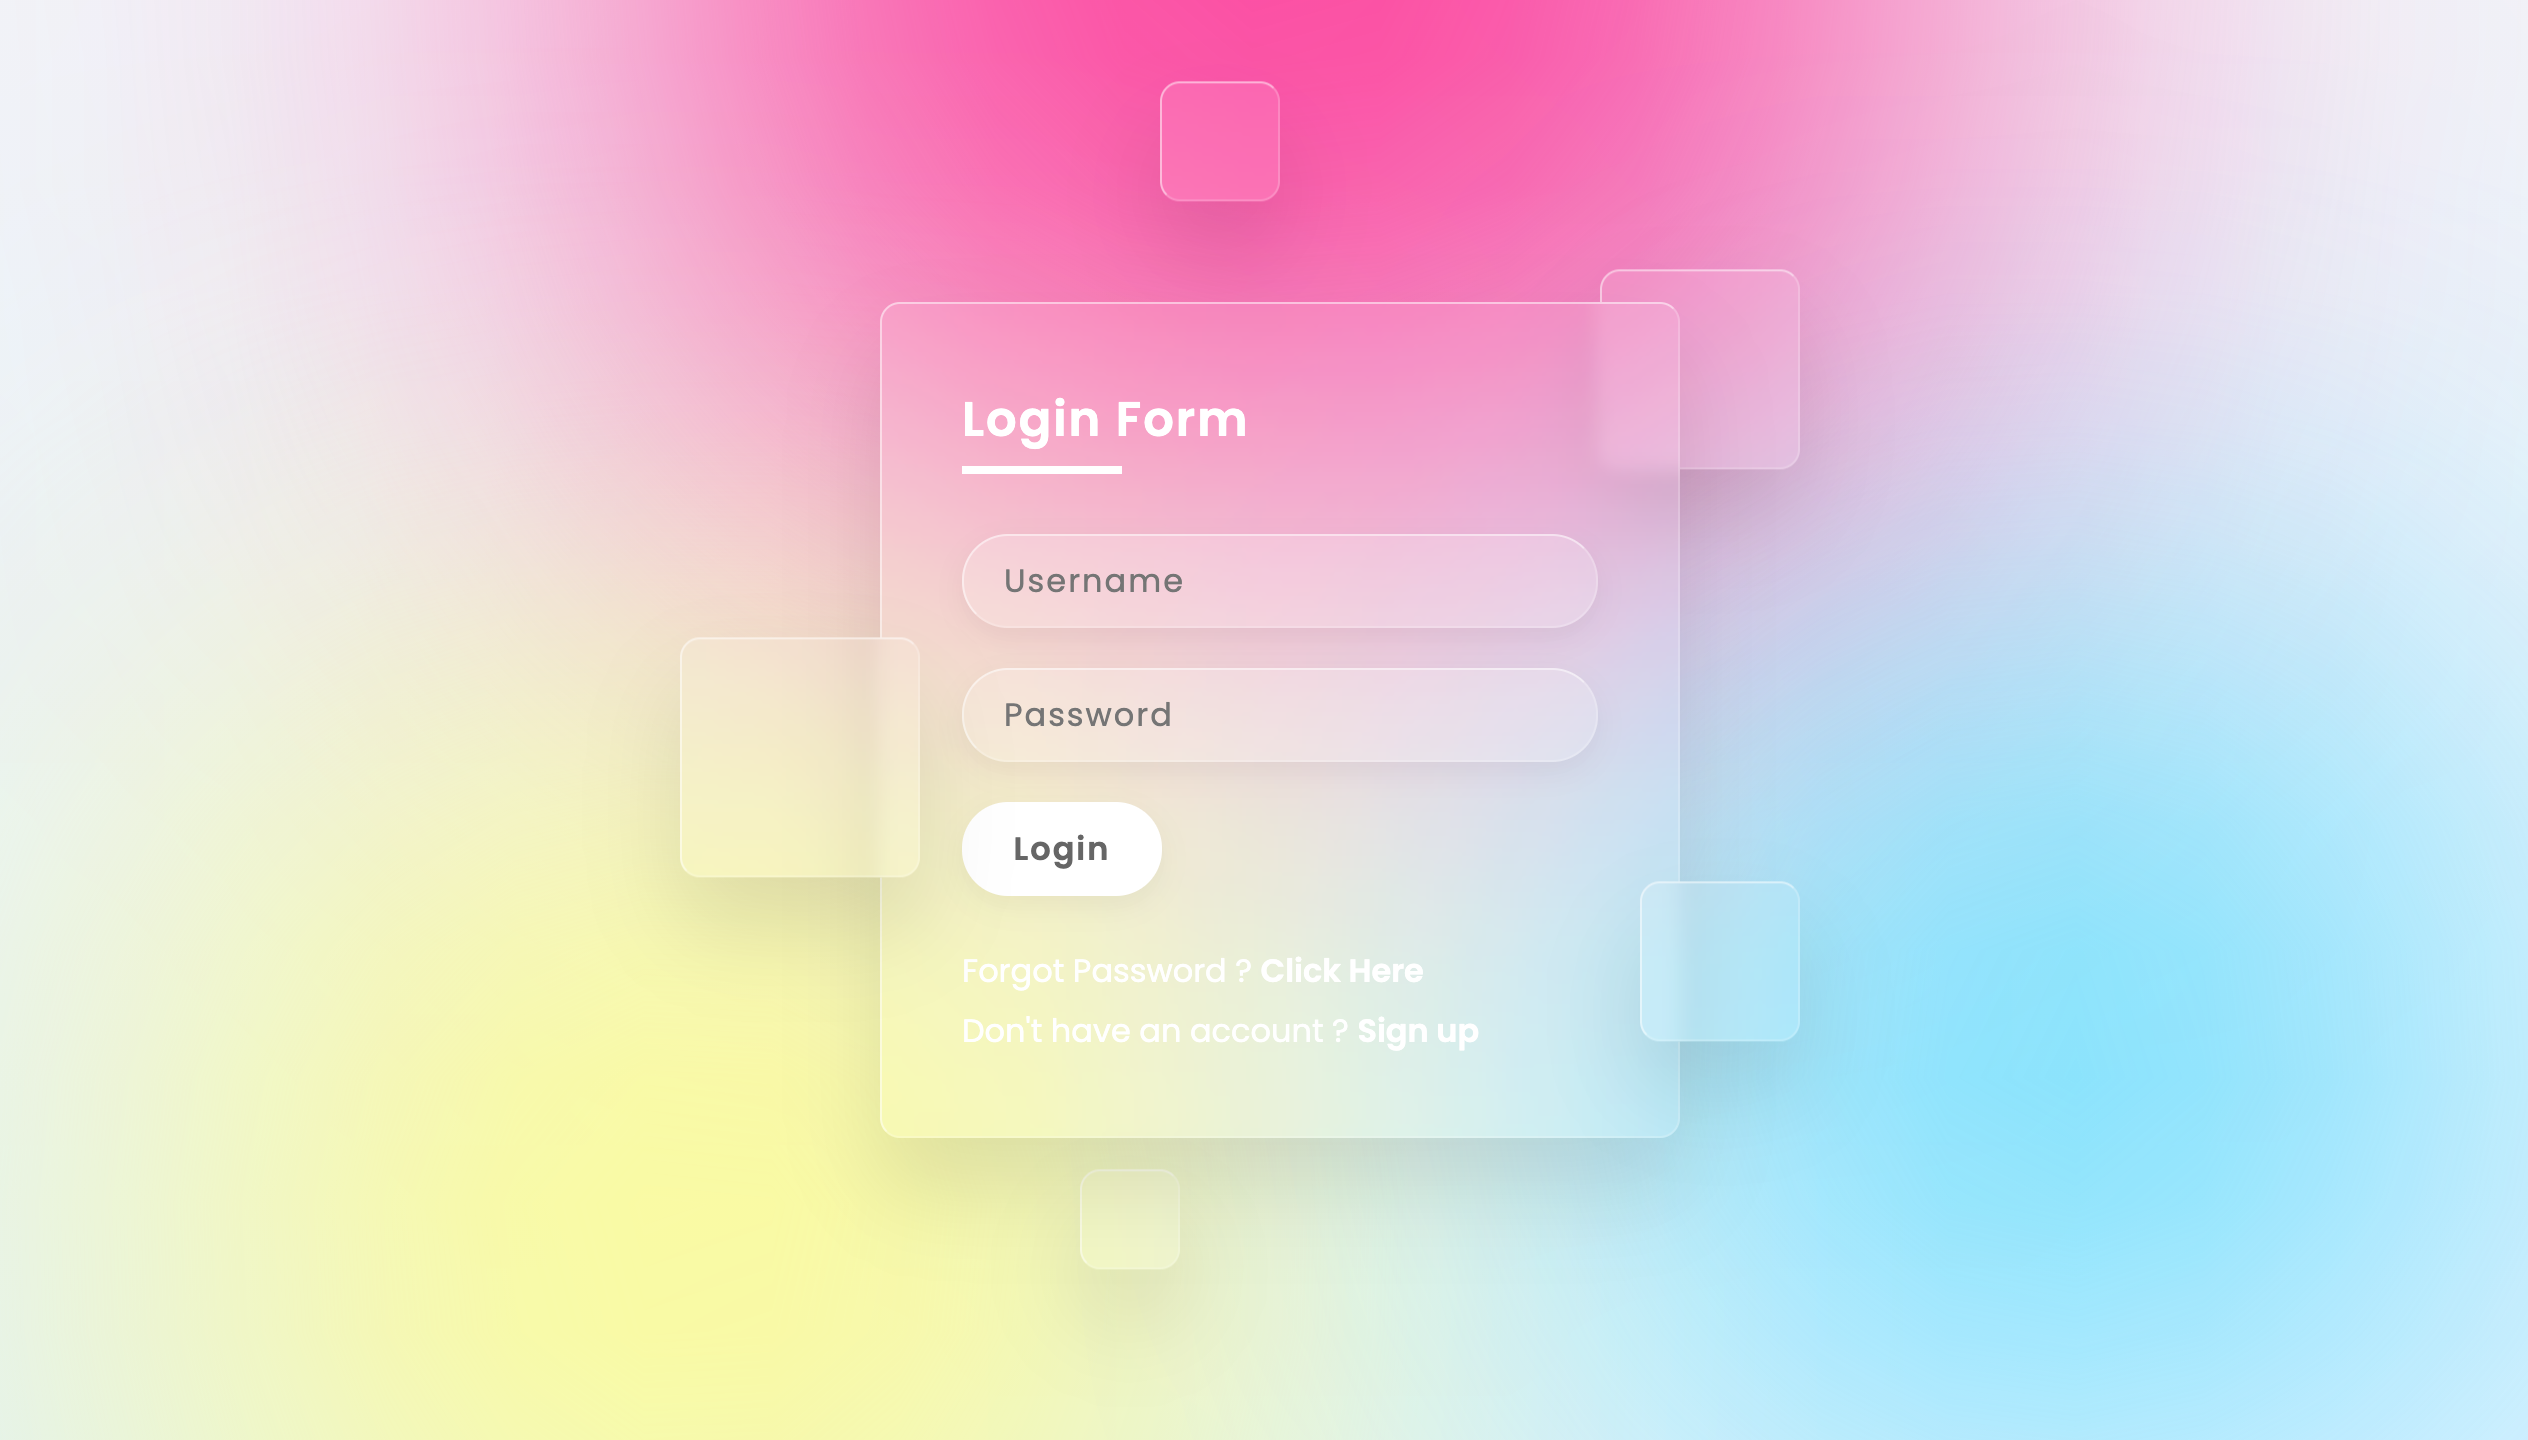 Login Form
Username
Password
Login
Forgot Password ? Click Here
Don't have an account ? Sign up